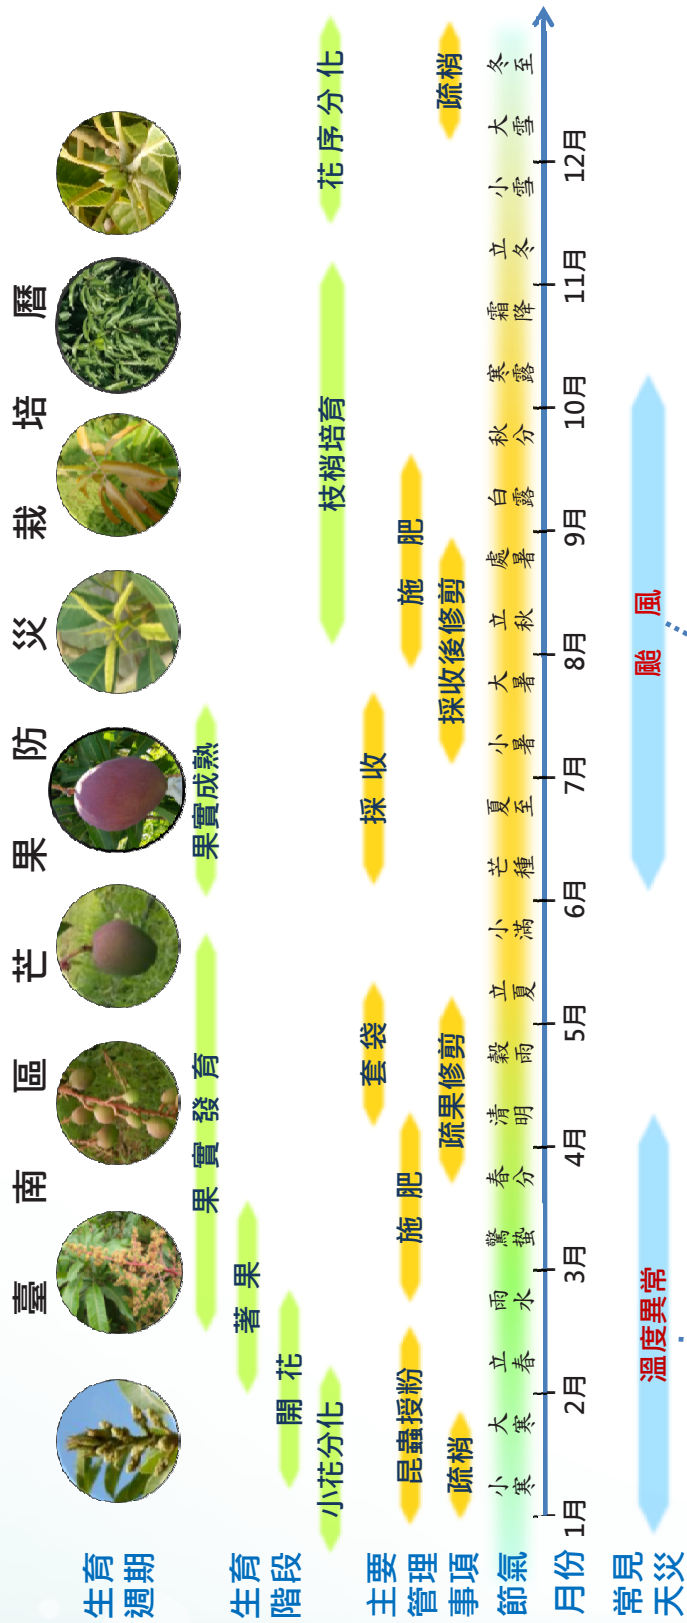 臺南區芒果防災栽培曆
生育
週期
生育
階段
果實發育
果實成熟
著果
開花
小花分化
枝梢培育
花序分化
主要
管理
事項
套袋
採收
昆蟲授粉
施肥
施肥
疏梢
疏果修剪
採收後修剪
疏梢
節氣
小寒
大寒
立春
雨水
驚蟄
春分
清明
穀雨
立夏
小滿
芒種
夏至
小暑
大暑
立秋
處暑
白露
秋分
寒露
霜降
立冬
小雪
大雪
冬至
月份
1月
2月
3月
4月
5月
6月
7月
8月
9月
10月
11月
12月
常見
天災
溫度異常
颱風